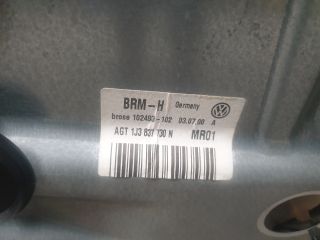 BRM-H Germany
brose 102493-102 03.07.00 A
AGT 1J3 837 730 N MR01